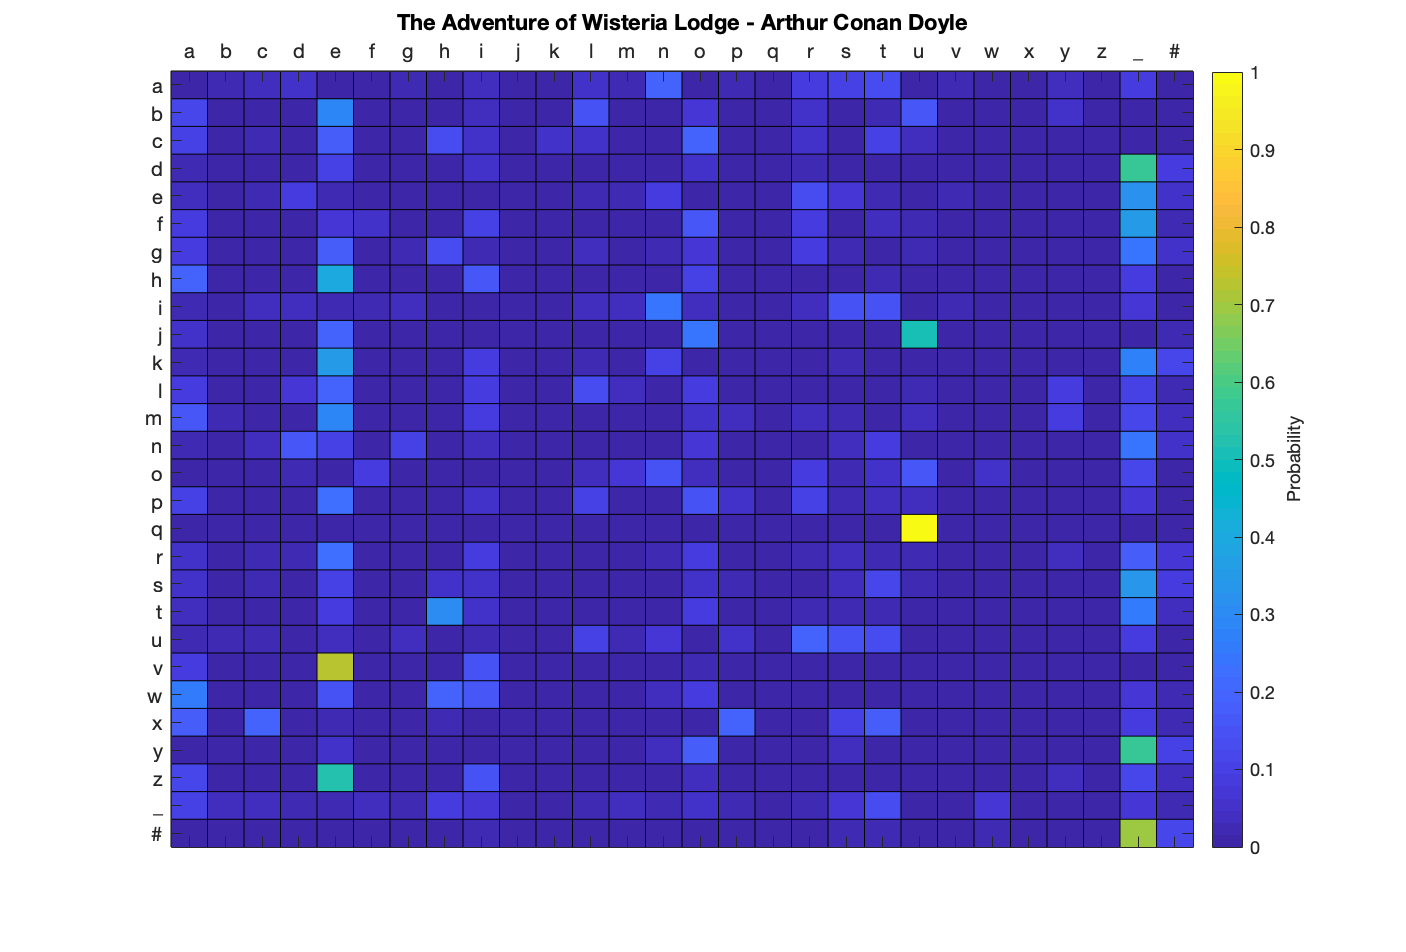 The Adventure of Wisteria Lodge - Arthur Conan Doyle
a b c d e f g h i j k l m n o p q r s t u v w x y z _ #
a
b
c
d
e
f
g
h
i
j
k
l
m
n
o
p
q
r
s
t
u
v
w
x
y
z
_
#
1
0.9
0.8
0.7
0.6
0.5
0.4
0.3
0.2
0.1
0
Probability